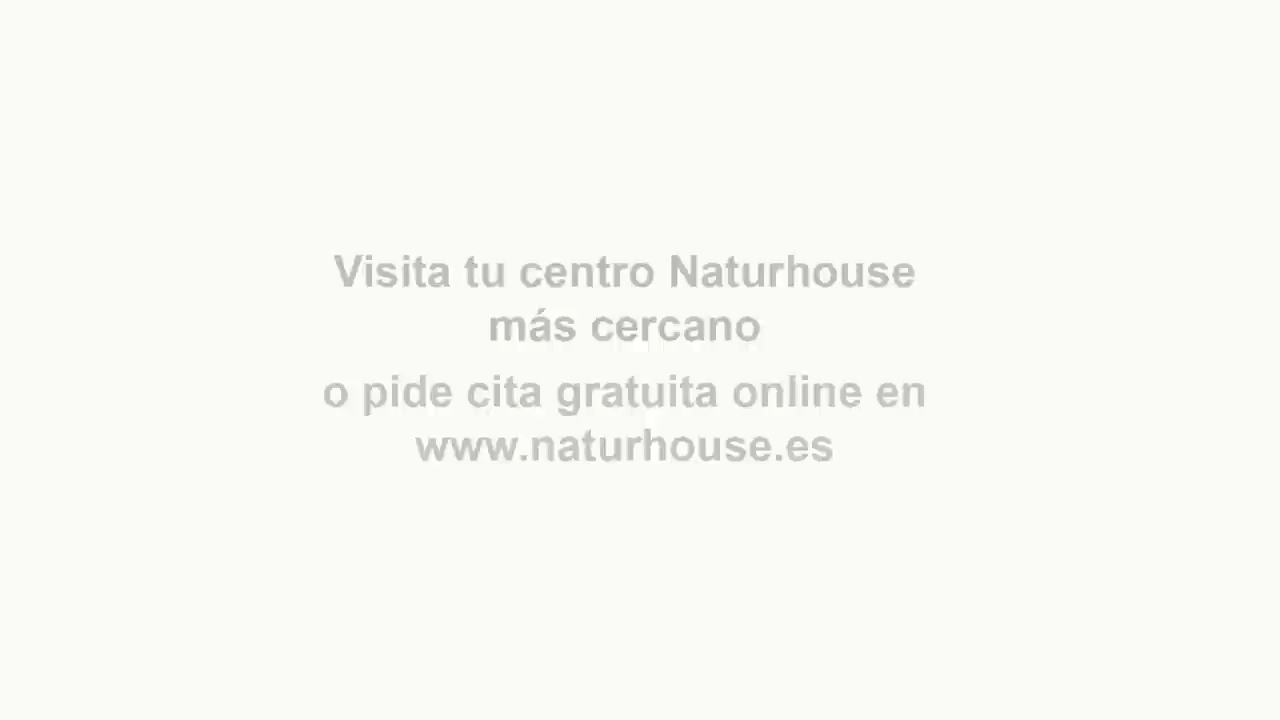 Visita tu centro Naturhouse
más cercano
o pide cita gratuita online en
www.naturhouse.es